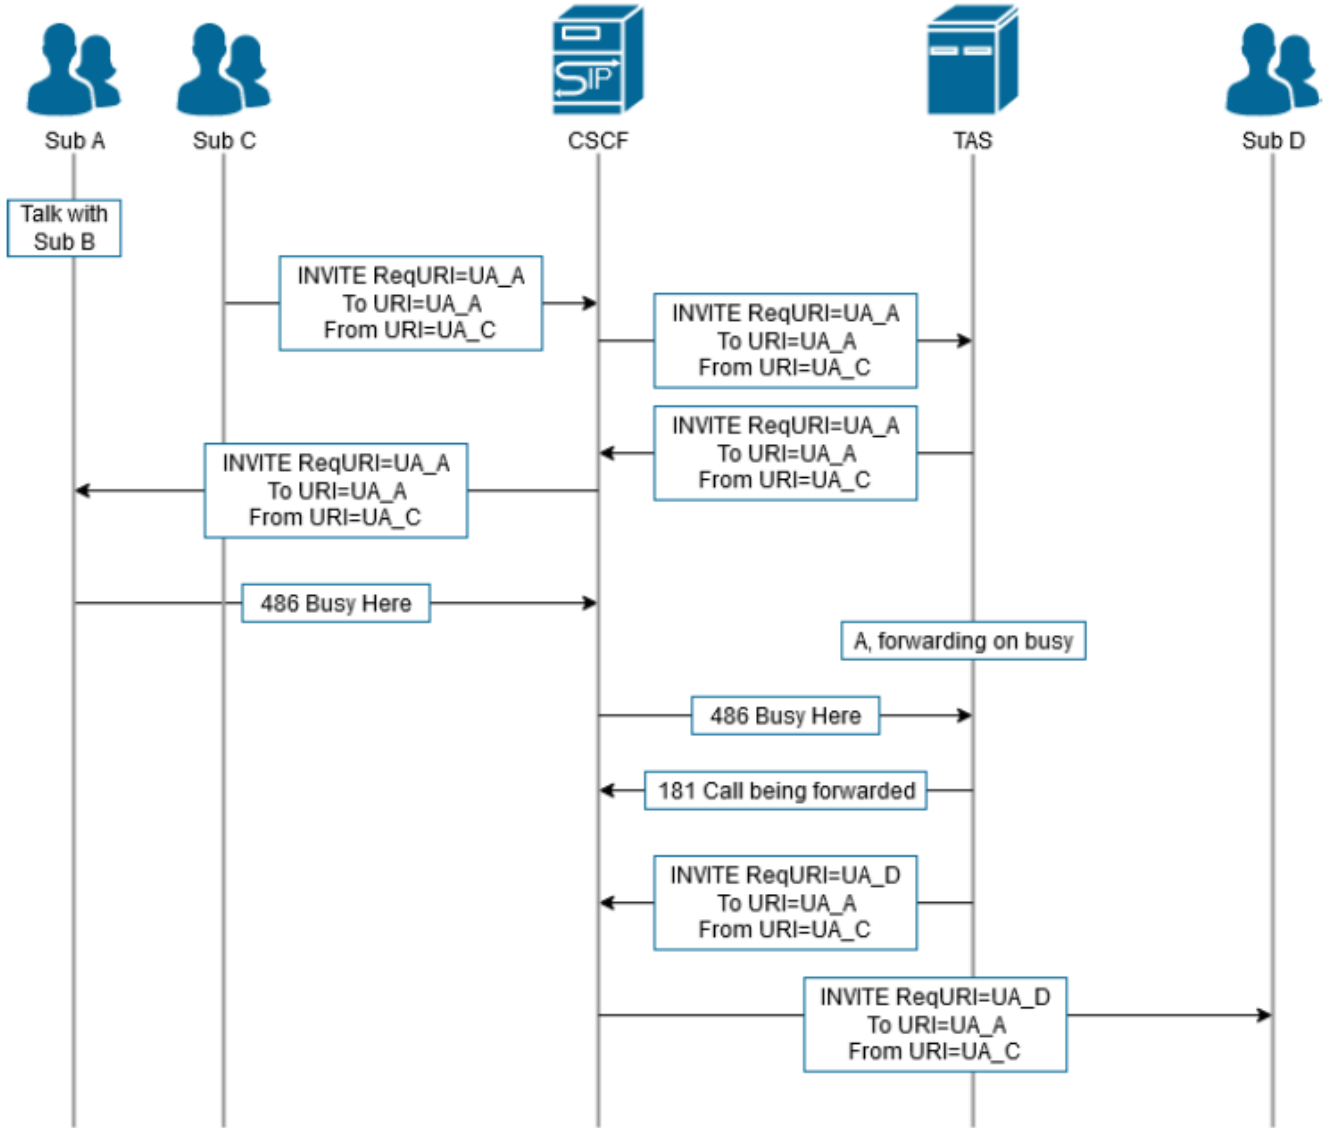 Sub A
Sub C
SIP
CSCF
TAS
Sub D
Talk with
Sub B
INVITE ReqURI=UA_A
To URI=UA_A
From URI=UA_C
INVITE ReqURI=UA_A
To URI=UA_A
From URI=UA_C
INVITE ReqURI=UA_A
To URI=UA_A
From URI=UA_C
INVITE ReqURI=UA_A
To URI=UA_A
From URI=UA_C
486 Busy Here
A, forwarding on busy
486 Busy Here
181 Call being forwarded
INVITE ReqURI=UA_D
To URI=UA_A
From URI=UA_C
INVITE ReqURI=UA_D
To URI=UA_A
From URI=UA_C